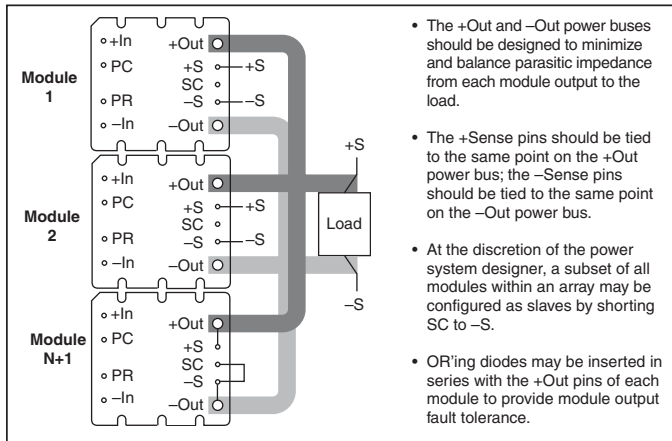 Module
1
+In
PC
PR
–In
+Out
+S
SC
–S
–Out
+S
–S
Module
2
+In
PC
PR
–In
+Out
+S
SC
–S
–Out
+S
–S
Module
N+1
+In
PC
PR
–In
+Out
+S
SC
–S
–Out
+S
Load
–S
• The +Out and –Out power buses
should be designed to minimize
and balance parasitic impedance
from each module output to the
load.
• The +Sense pins should be tied
to the same point on the +Out
power bus; the –Sense pins
should be tied to the same point
on the –Out power bus.
• At the discretion of the power
system designer, a subset of all
modules within an array may be
configured as slaves by shorting
SC to –S.
• OR'ing diodes may be inserted in
series with the +Out pins of each
module to provide module output
fault tolerance.